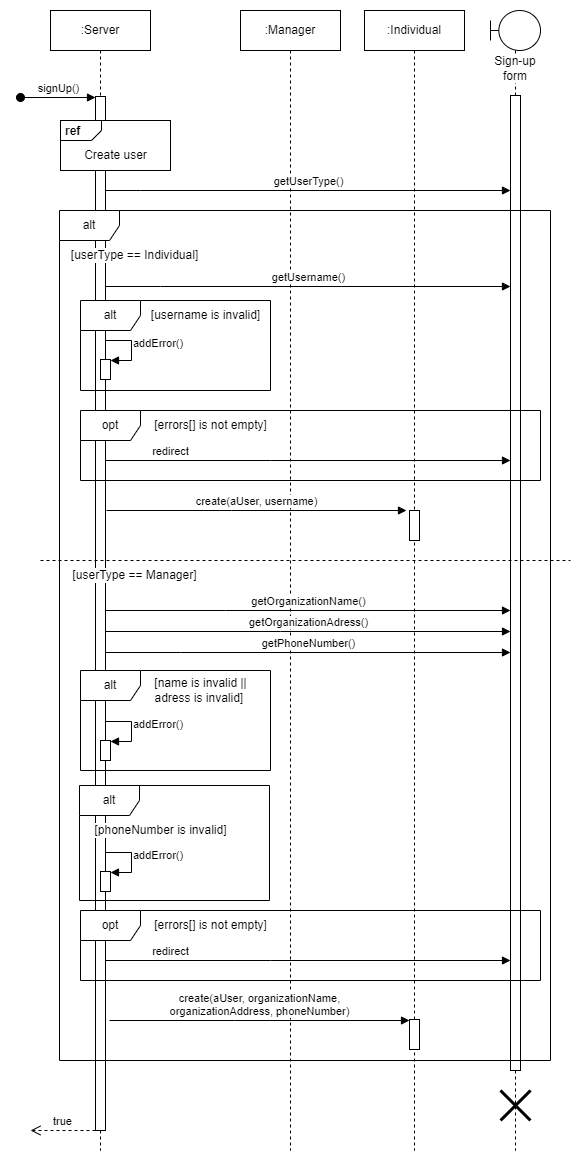 :Server
:Manager
:Individual
Sign-up
form
signUp()
ref
Create user
getUserType()
alt
[userType == Individual]
getUsername()
alt
[username is invalid]
addError()
opt
[errors[] is not empty]
redirect
create(aUser, username)
[userType == Manager]
getOrganizationName()
getOrganizationAdress()
getPhoneNumber()
alt
[name is invalid ||
adress is invalid]
addError()
alt
[phoneNumber is invalid]
addError()
opt
[errors[] is not empty]
redirect
create(aUser, organizationName,
organizationAddress, phoneNumber)
true